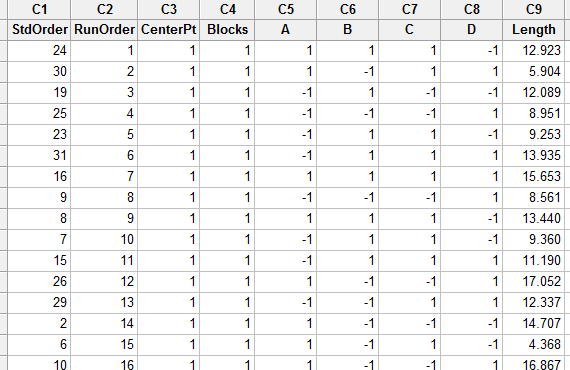 C1 C2 C3 C4 C5 C6 C7 C8 C9
StdOrder RunOrder CenterPt Blocks A B C D Length
24 1 1 1 1 1 1 -1 12.923
30 2 1 1 1 -1 1 1 5.904
19 3 1 1 -1 1 -1 -1 12.089
25 4 1 1 -1 -1 -1 1 8.951
23 5 1 1 -1 1 1 -1 9.253
31 6 1 1 -1 1 1 1 13.935
16 7 1 1 1 1 1 1 15.653
9 8 1 1 -1 -1 -1 1 8.561
8 9 1 1 1 1 1 -1 13.440
7 10 1 1 -1 1 1 -1 9.360
15 11 1 1 -1 1 1 1 11.190
26 12 1 1 1 -1 -1 1 17.052
29 13 1 1 -1 -1 1 1 12.337
2 14 1 1 1 -1 -1 -1 14.707
6 15 1 1 1 -1 1 -1 4.368
10 16 1 1 1 -1 -1 1 16.867